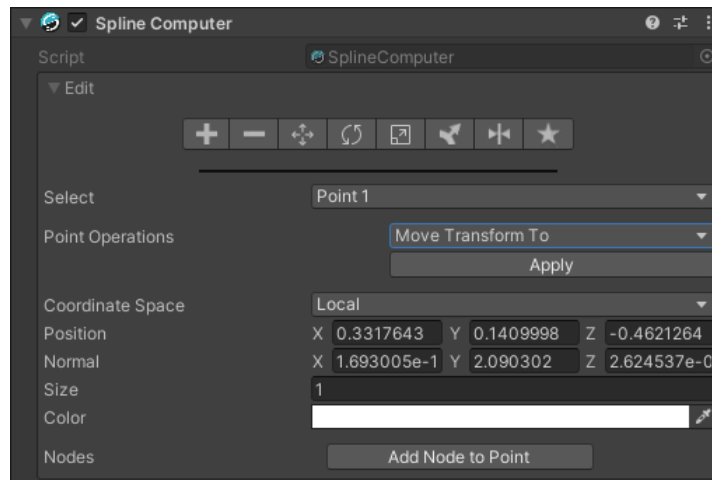 Spline Computer
Script SplineComputer
Edit
Select Point 1
Point Operations Move Transform To
Apply
Coordinate Space Local
Position X 0.3317643 Y 0.1409998 Z -0.4621264
Normal X 1.693005e-1 Y 2.090302 Z 2.624537e-0
Size 1
Color
Nodes Add Node to Point